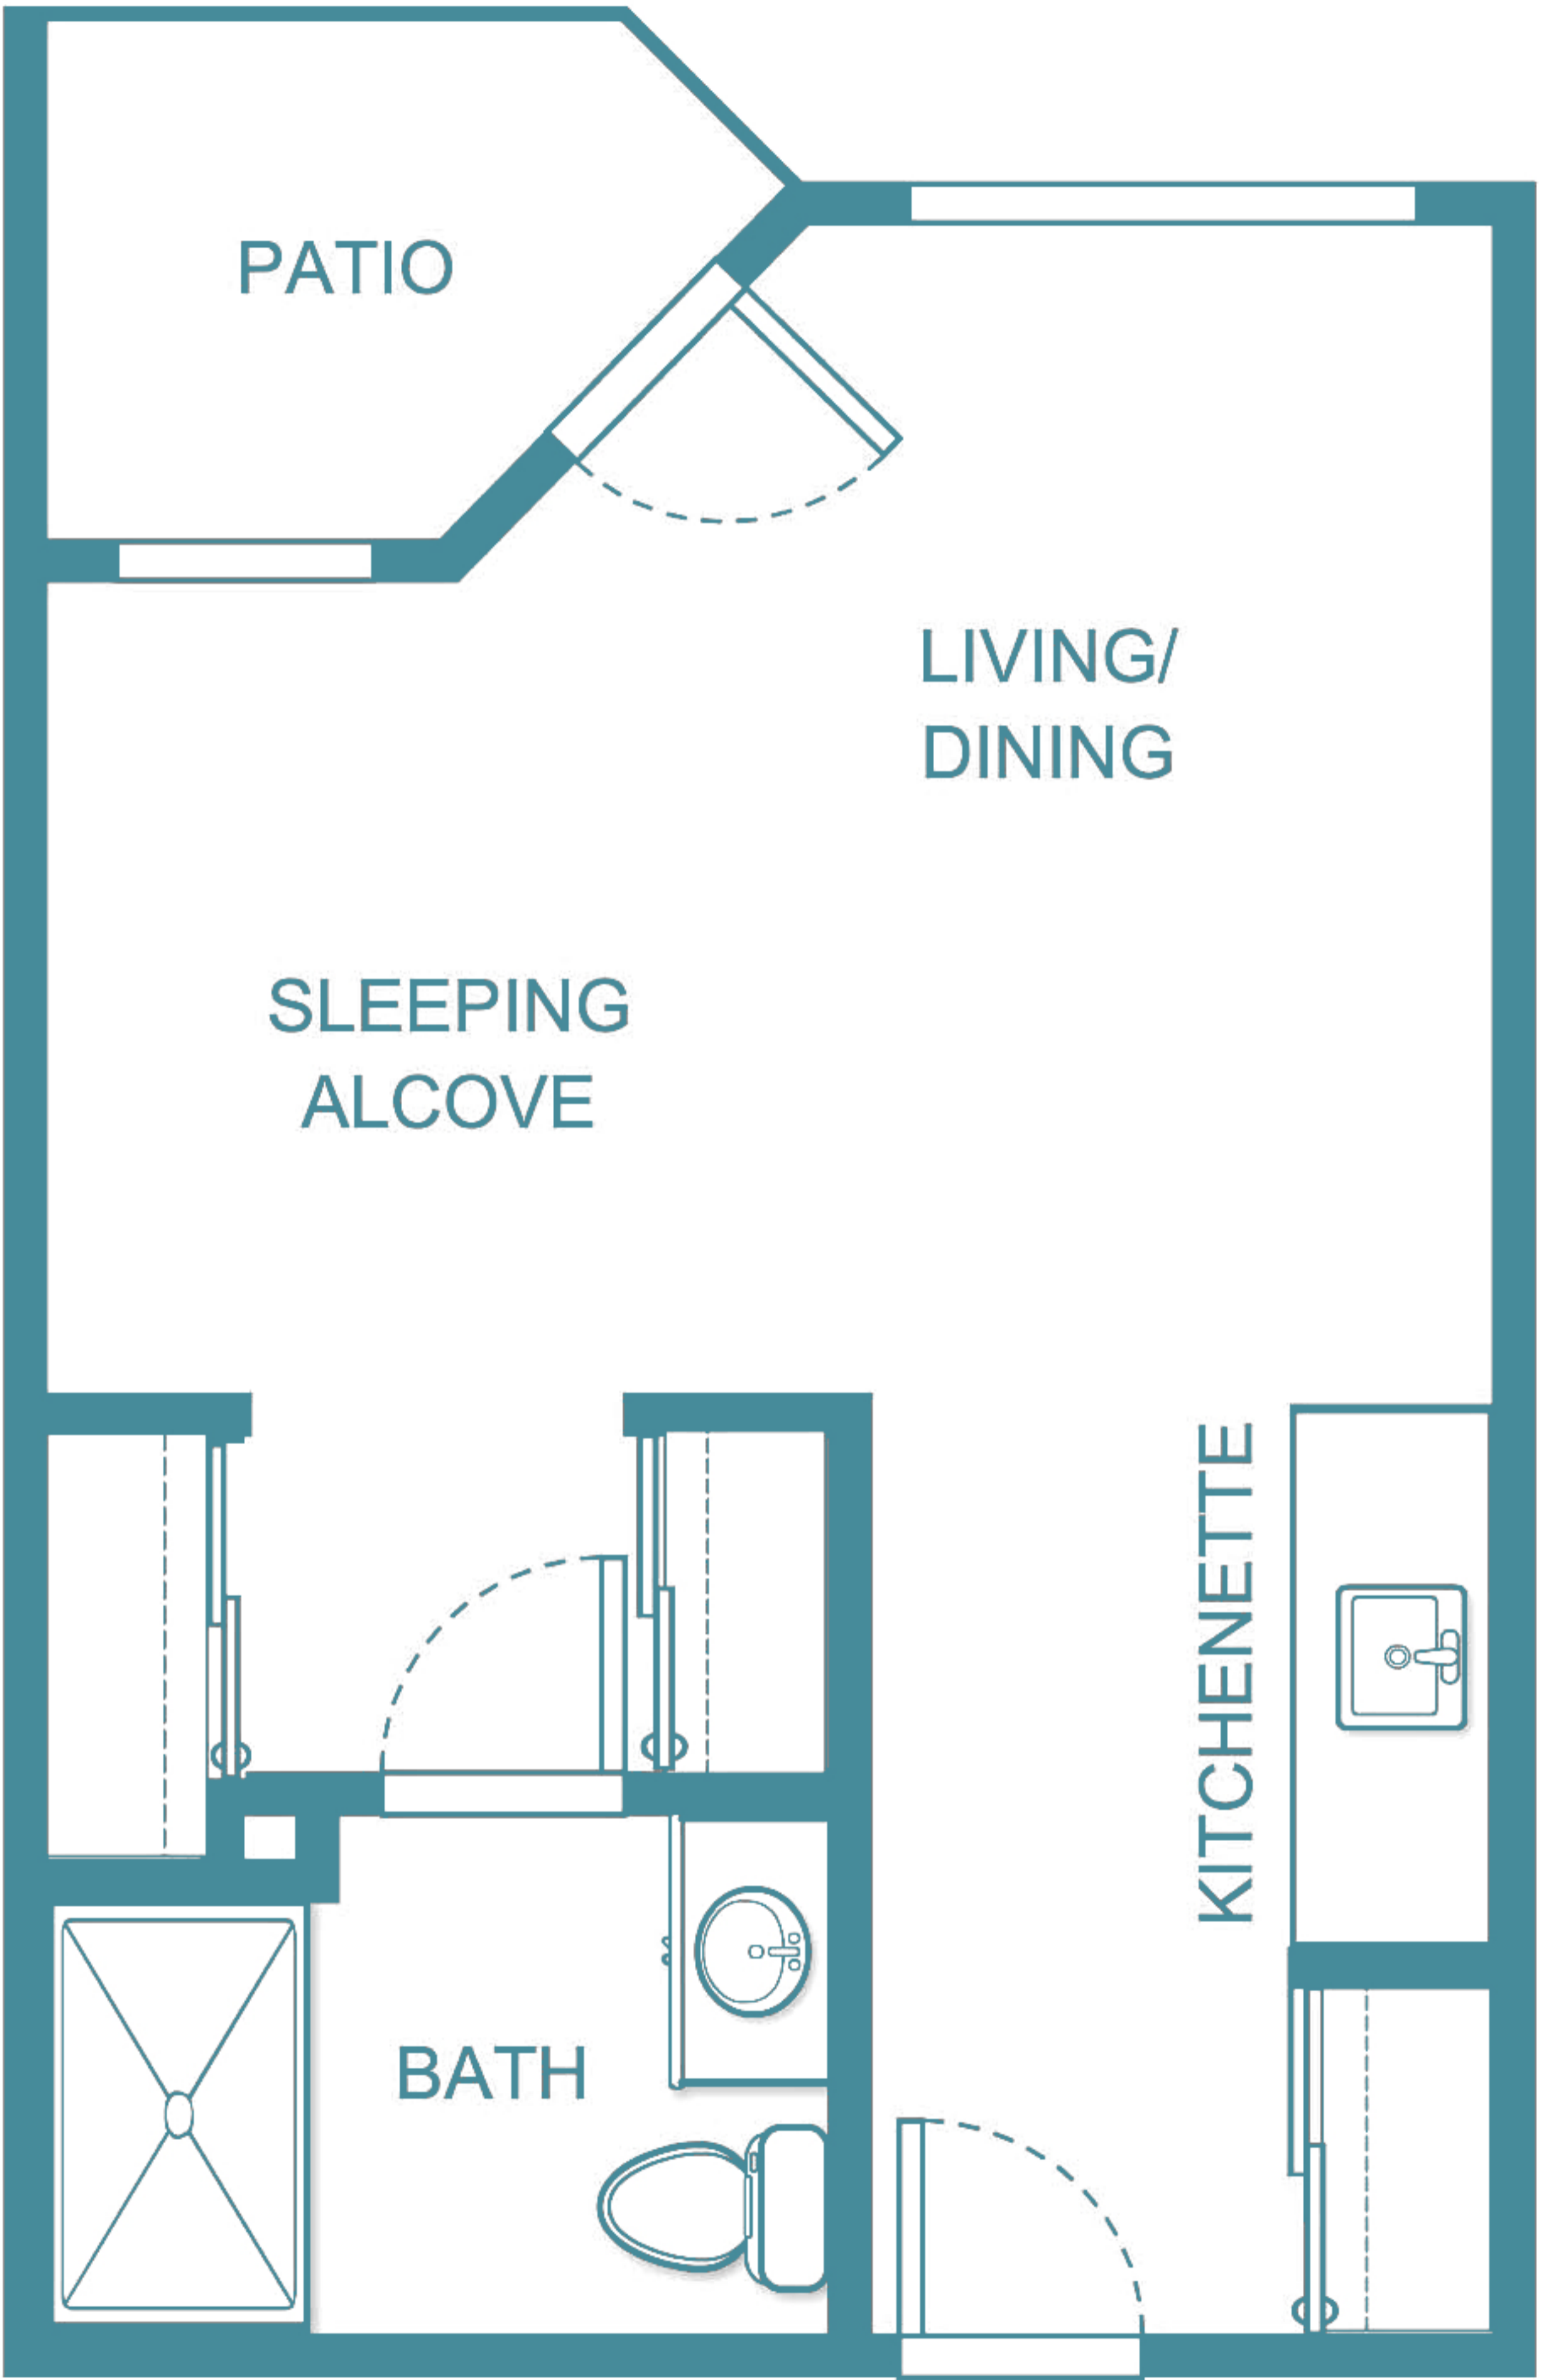 PATIO
LIVING/
DINING
SLEEPING
ALCOVE
KITCHENETTE
BATH